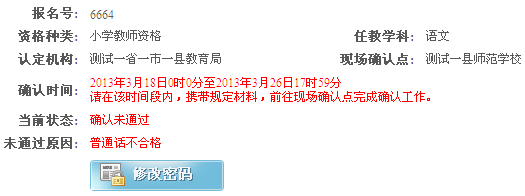 报名号: 6664
资格种类: 小学教师资格 任教学科: 语文
认定机构: 测试一省一市一县教育局 现场确认点: 测试一县师范学校
确认时间: 2013年3月18日0时0分至2013年3月26日17时59分
请在该时间段内，携带规定材料，前往现场确认点完成确认工作。
当前状态: 确认未通过
未通过原因: 普通话不合格
修改密码